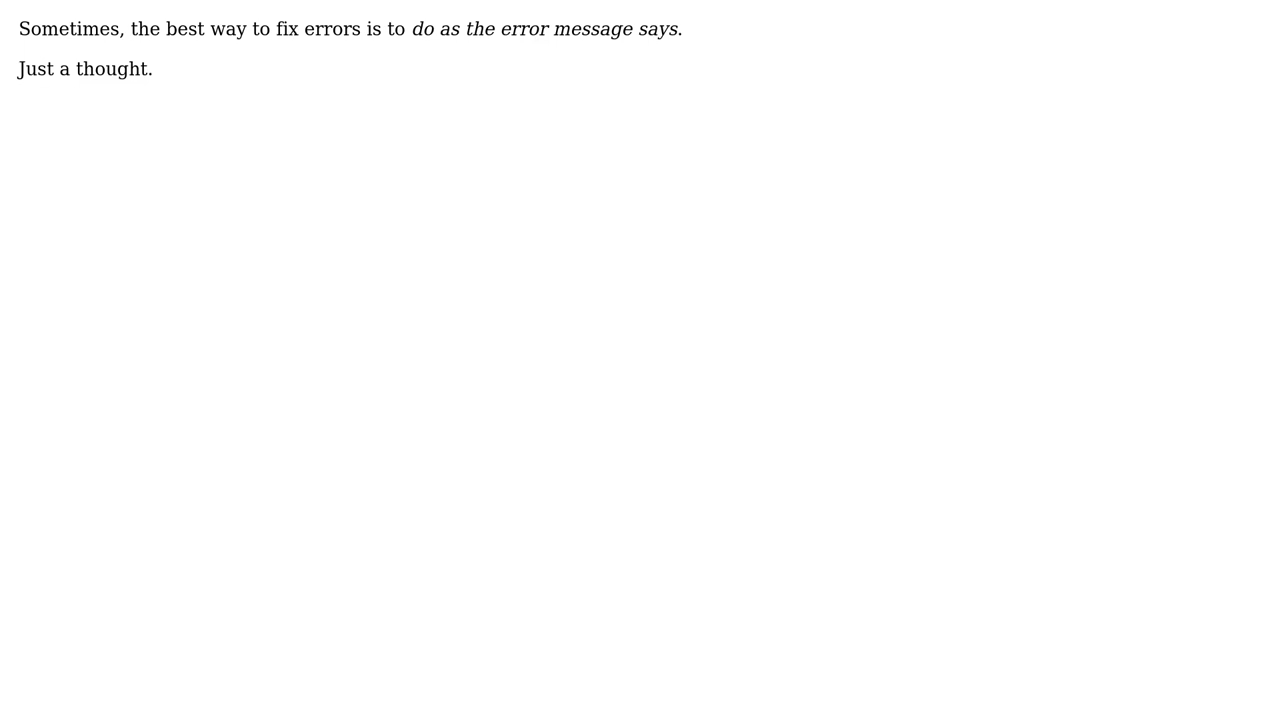 Sometimes, the best way to fix errors is to do as the error message says.
Just a thought.